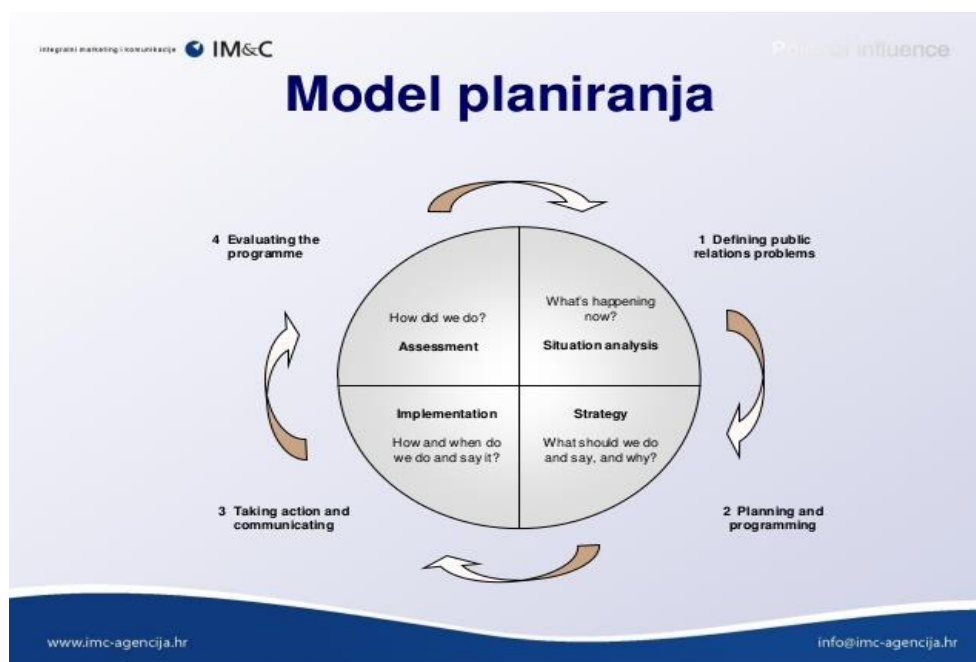 integralni marketing i komunikacije IM&C
influence
Model planiranja
4 Evaluating the
programme
1 Defining public
relations problems
How did we do?
Assessment
What's happening
now?
Situation analysis
Implementation
How and when do
we do and say it?
Strategy
What should we do
and say, and why?
3 Taking action and
communicating
2 Planning and
programming
www.imc-agencija.hr
info@imc-agencija.hr